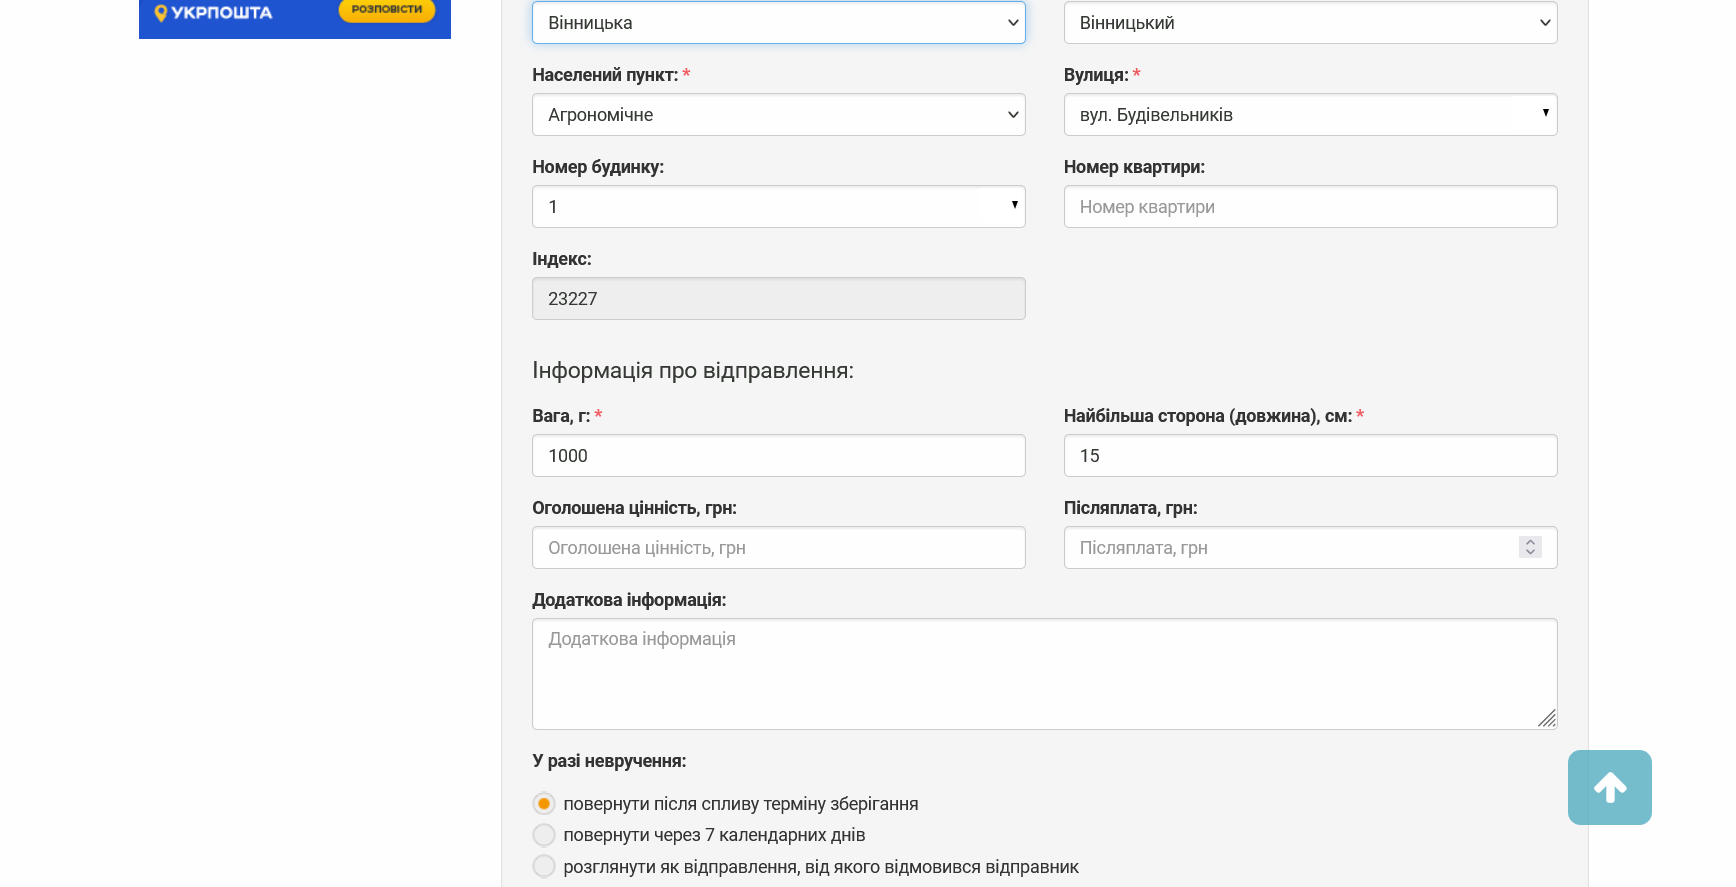 УКРПОШТА
РОЗПОВІСТИ
Вінницька
Вінницький
Населений пункт: *
Вулиця: *
Агрономічне
вул. Будівельників
Номер будинку:
Номер квартири:
1
Номер квартири
Індекс:
23227
Інформація про відправлення:
Вага, г: *
Найбільша сторона (довжина), см: *
1000
15
Оголошена цінність, грн:
Післяплата, грн:
Оголошена цінність, грн
Післяплата, грн
Додаткова інформація:
Додаткова інформація
У разі невручення:
повернути після спливу терміну зберігання
повернути через 7 календарних днів
розглянути як відправлення, від якого відмовився відправник